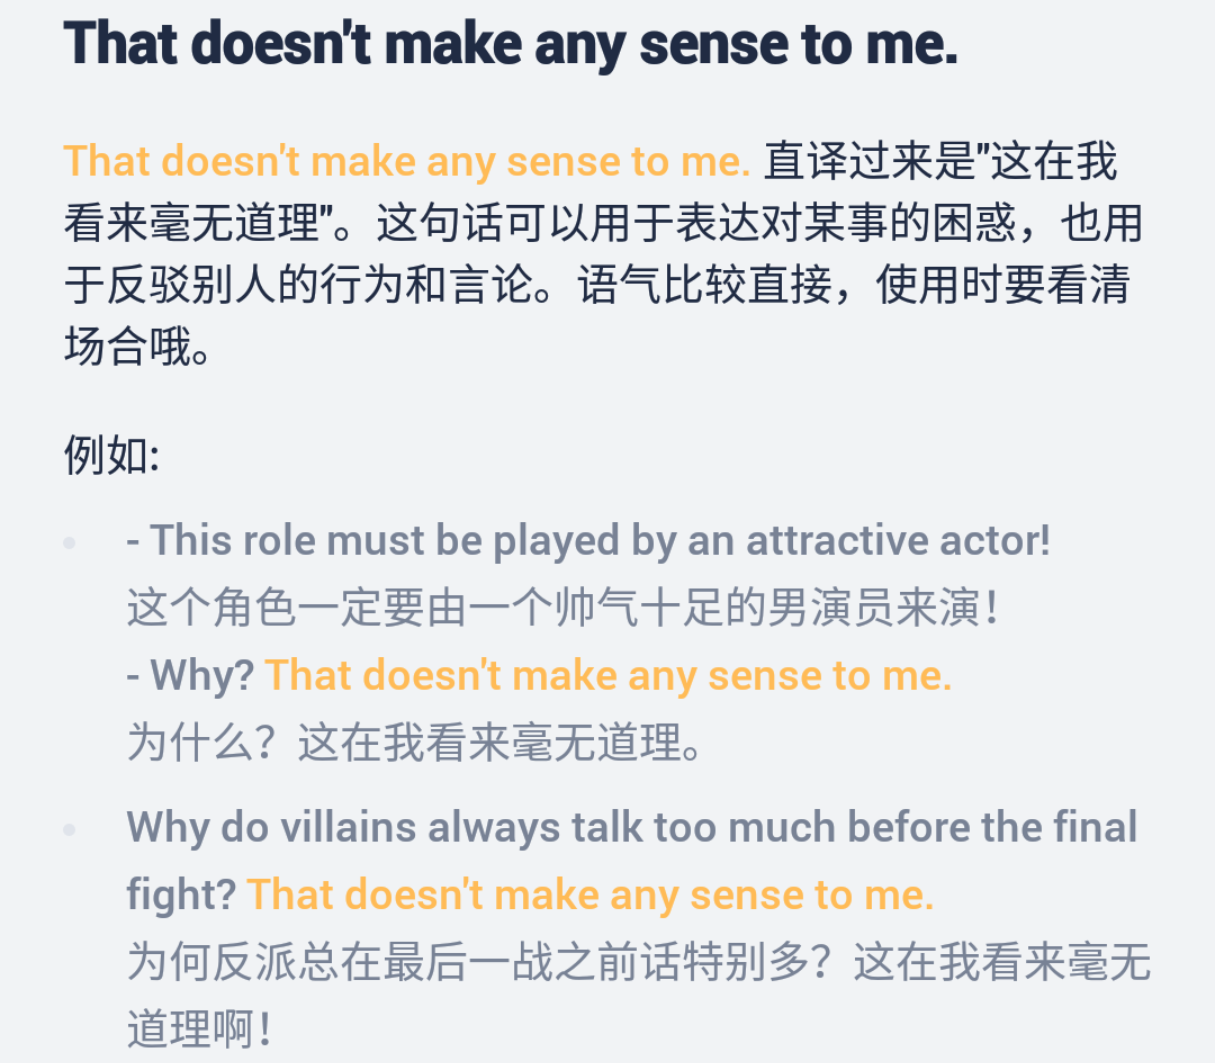 That doesn't make any sense to me.
That doesn't make any sense to me. 直译过来是"这在我
看来毫无道理"。这句话可以用于表达对某事的困惑，也用
于反驳别人的行为和言论。语气比较直接，使用时要看清
场合哦。
例如:
- This role must be played by an attractive actor!
这个角色一定要由一个帅气十足的男演员来演！
- Why? That doesn't make any sense to me.
为什么？这在我看来毫无道理。
Why do villains always talk too much before the final
fight? That doesn't make any sense to me.
为何反派总在最后一战之前话特别多？这在我看来毫无
道理啊！